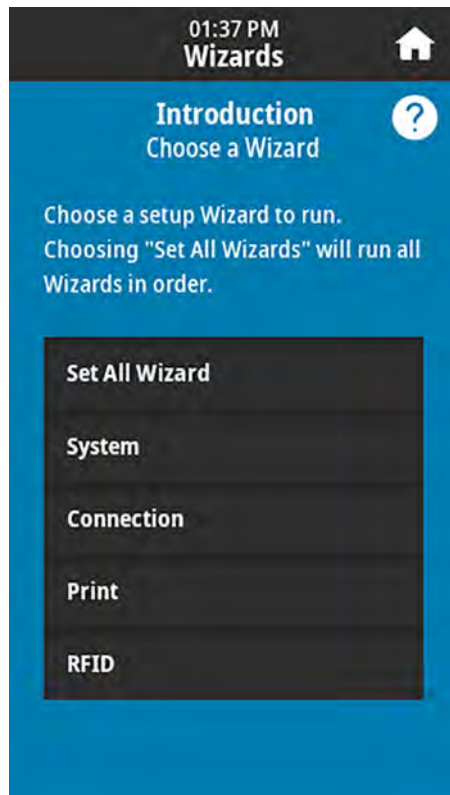 01:37 PM
Wizards
Introduction
?
Choose a Wizard
Choose a setup Wizard to run.
Choosing "Set All Wizards" will run all
Wizards in order.
Set All Wizard
System
Connection
Print
RFID